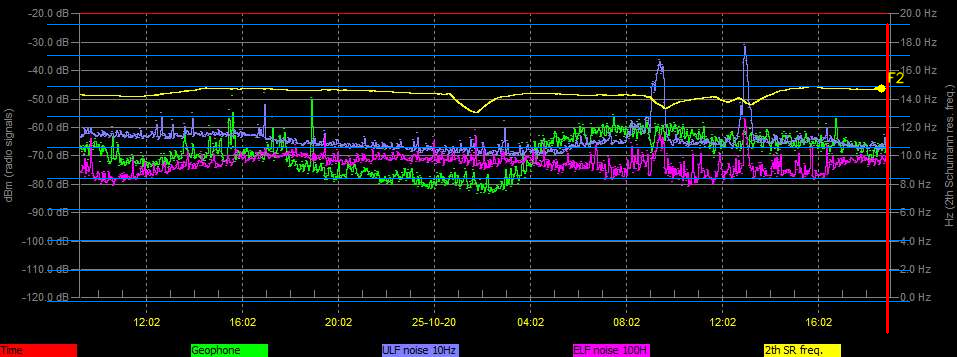 -20.0 dB
-30.0 dB
-40.0 dB
-50.0 dB
-60.0 dB
-70.0 dB
-80.0 dB
-90.0 dB
-100.0 dB
-110.0 dB
-120.0 dB
dBm (radio signals)
20.0 Hz
18.0 Hz
16.0 Hz
14.0 Hz
12.0 Hz
10.0 Hz
8.0 Hz
6.0 Hz
4.0 Hz
2.0 Hz
0.0 Hz
Hz (2th Schumann res. freq.)
F2
12:02 16:02 20:02 25-10-20 04:02 08:02 12:02 16:02
Time Geophone ULF noise 10Hz ELF noise 100H 2th SR freq.